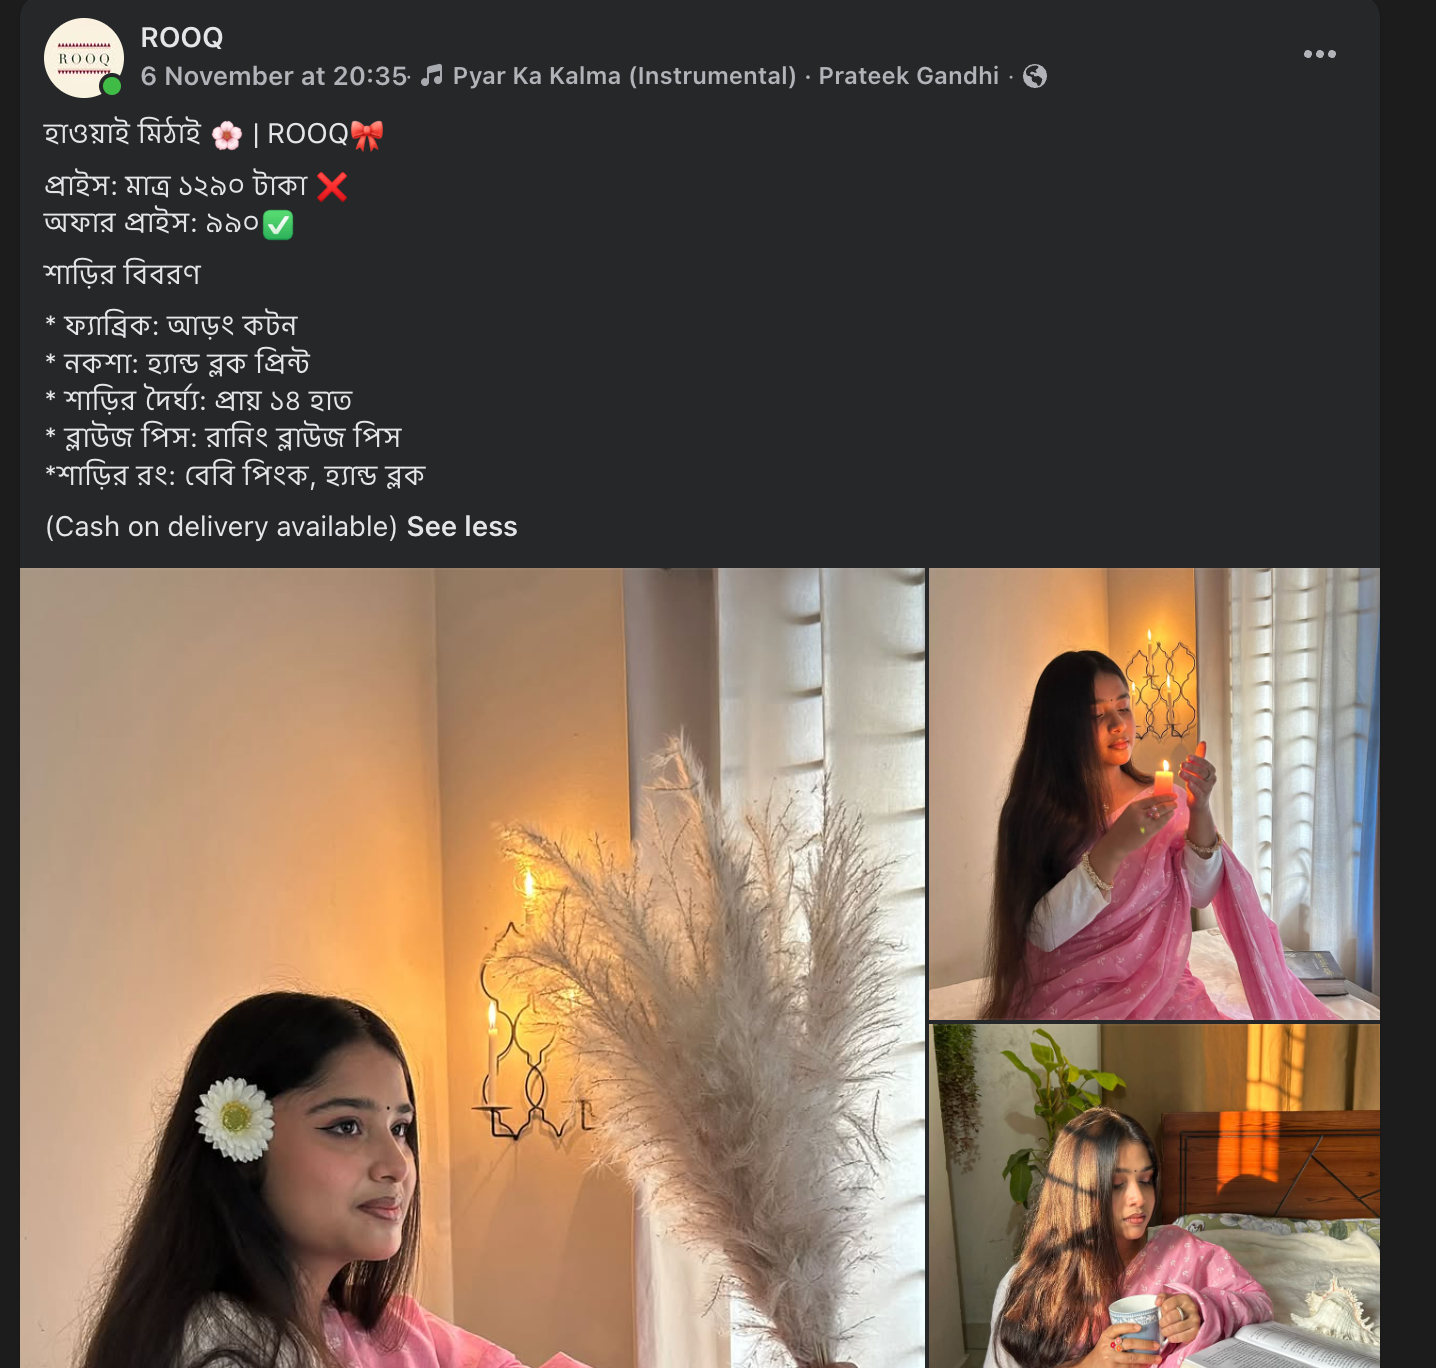 ROOQ
ROOQ
6 November at 20:35 · Pyar Ka Kalma (Instrumental) · Prateek Gandhi ·
হাওয়াই মিঠাই 🌸 | ROOQ🎀
প্রাইস: মাত্র ১২৯০ টাকা ❌
অফার প্রাইস: ৯৯০✅
শাড়ির বিবরণ
* ফ্যাব্রিক: আড়ং কটন
* নকশা: হ্যান্ড ব্লক প্রিন্ট
* শাড়ির দৈর্ঘ্য: প্রায় ১৪ হাত
* ব্লাউজ পিস: রানিং ব্লাউজ পিস
*শাড়ির রং: বেবি পিংক, হ্যান্ড ব্লক
(Cash on delivery available) See less